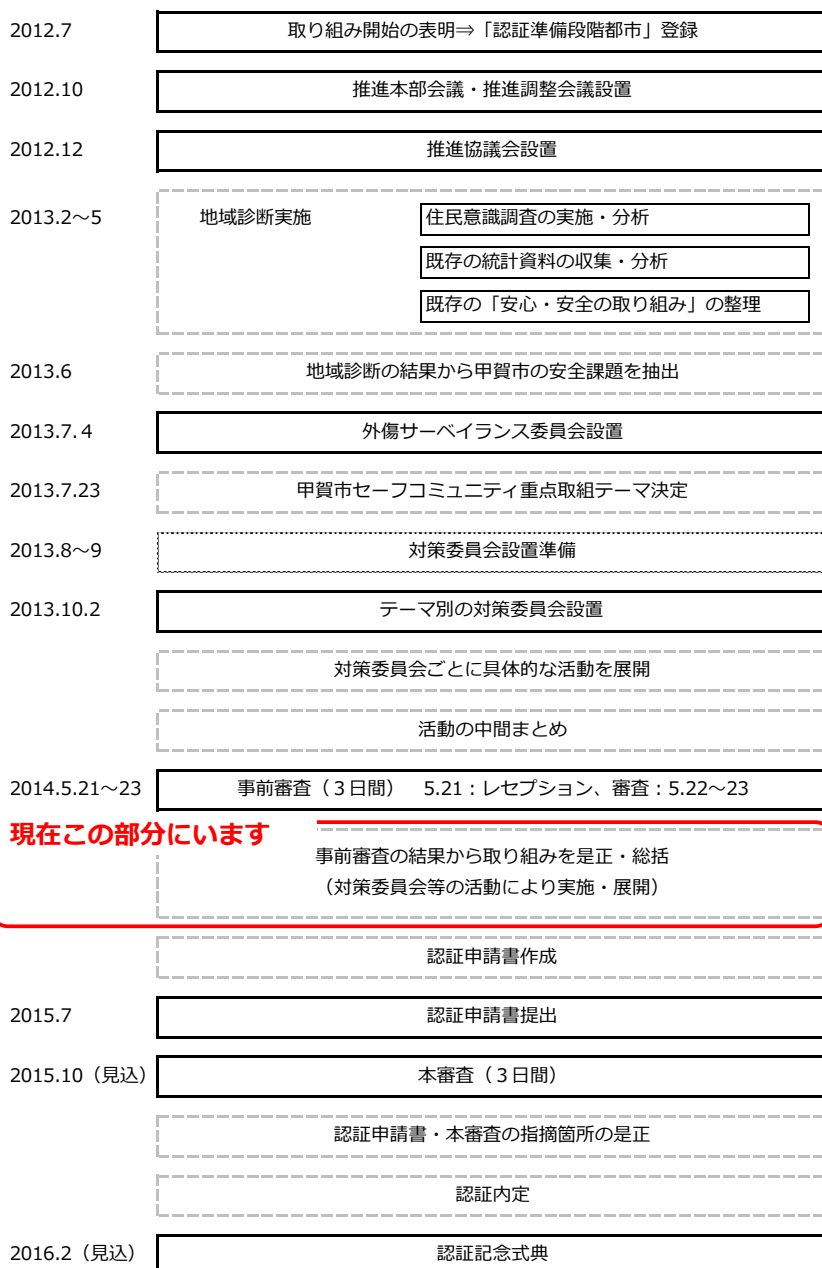 2012.7 取り組み開始の表明⇒「認証準備段階都市」登録
2012.10 推進本部会議・推進調整会議設置
2012.12 推進協議会設置
2013.2～5 地域診断実施 住民意識調査の実施・分析
既存の統計資料の収集・分析
既存の「安心・安全の取り組み」の整理
2013.6 地域診断の結果から甲賀市の安全課題を抽出
2013.7.４ 外傷サーベイランス委員会設置
2013.7.23 甲賀市セーフコミュニティ重点取組テーマ決定
2013.8～9 対策委員会設置準備
2013.10.2 テーマ別の対策委員会設置
対策委員会ごとに具体的な活動を展開
活動の中間まとめ
2014.5.21～23 事前審査（３日間） 5.21：レセプション、審査：5.22～23
現在この部分にいます
事前審査の結果から取り組みを是正・総括
（対策委員会等の活動により実施・展開）
認証申請書作成
2015.7 認証申請書提出
2015.10（見込） 本審査（３日間）
認証申請書・本審査の指摘箇所の是正
認証内定
2016.2（見込） 認証記念式典